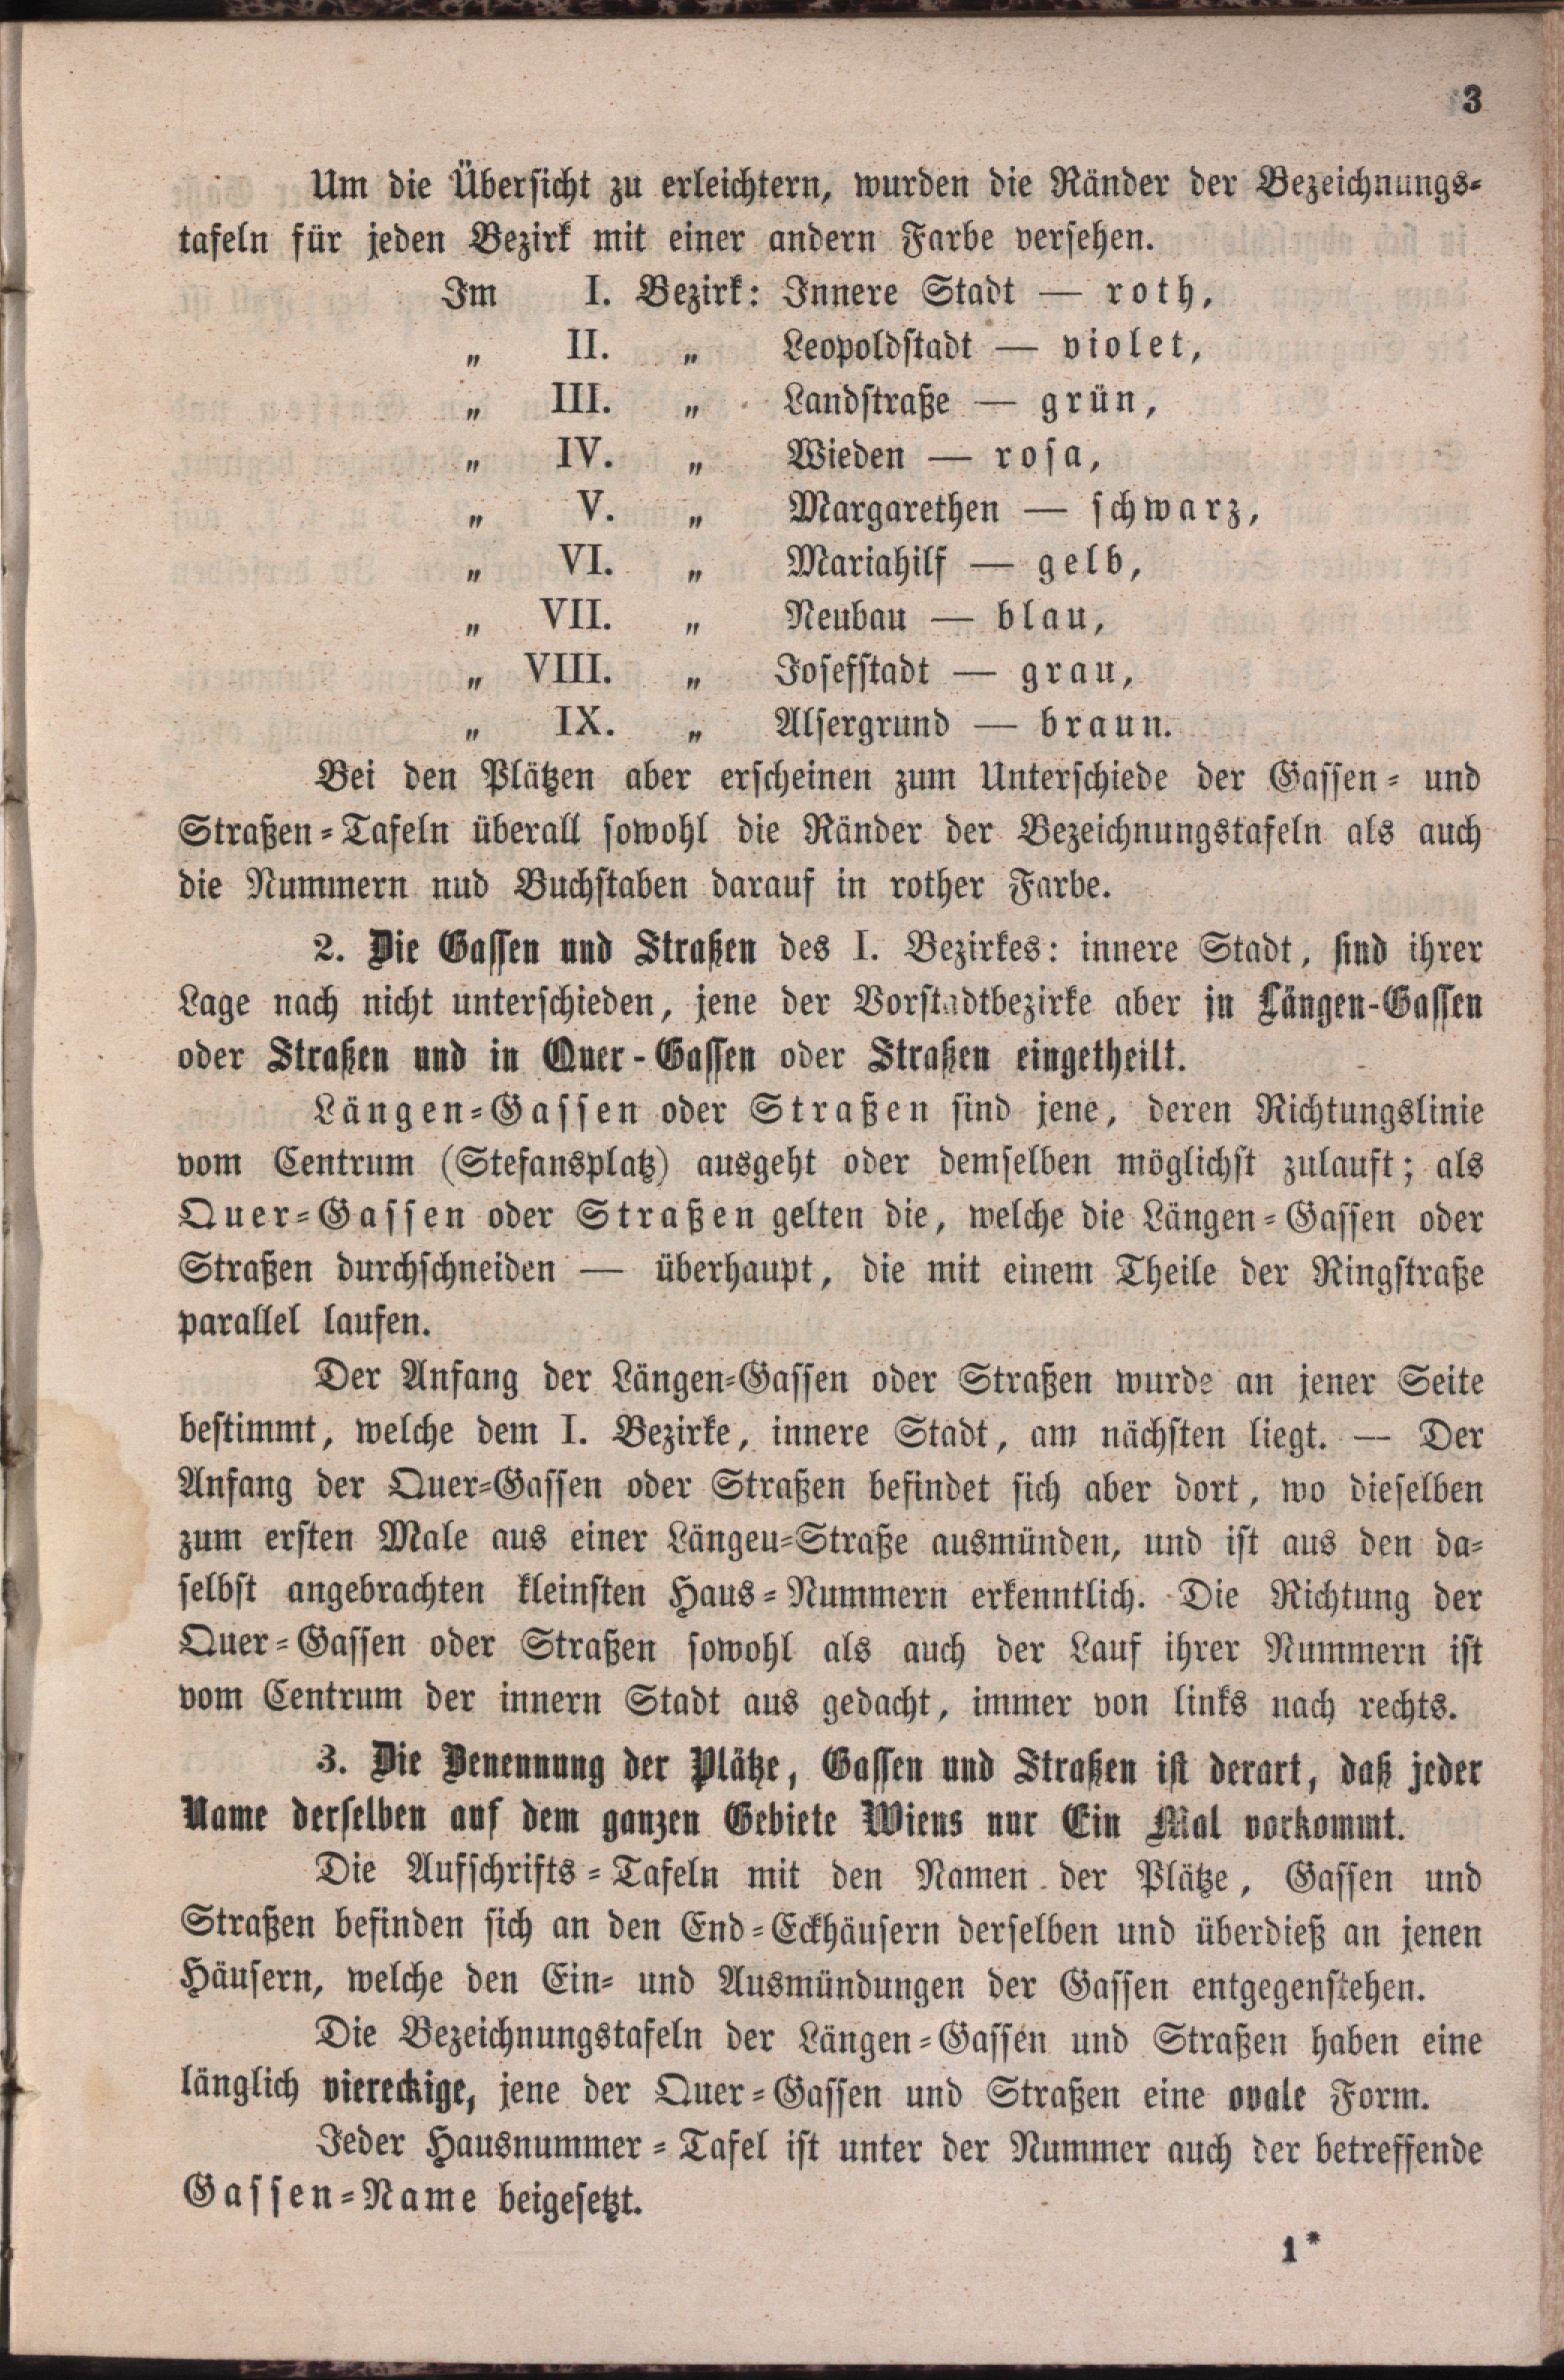 3
Um die Übersicht zu erleichtern, wurden die Ränder der Bezeichnungs-
tafeln für jeden Bezirk mit einer andern Farbe versehen.
Im I. Bezirk: Innere Stadt — roth,
„ II. „ Leopoldstadt — violet,
„ III. „ Landstraße — grün,
„ IV. „ Wieden — rosa,
„ V. „ Margarethen — schwarz,
„ VI. „ Mariahilf — gelb,
„ VII. „ Neubau — blau,
„ VIII. „ Josefstadt — grau,
„ IX. „ Alsergrund — braun.
Bei den Plätzen aber erscheinen zum Unterschiede der Gassen- und
Straßen-Tafeln überall sowohl die Ränder der Bezeichnungstafeln als auch
die Nummern nud Buchstaben darauf in rother Farbe.
2. Die Gassen und Straßen des I. Bezirkes: innere Stadt, sind ihrer
Lage nach nicht unterschieden, jene der Vorstadtbezirke aber in Längen-Gassen
oder Straßen und in Quer-Gassen oder Straßen eingetheilt.
Längen-Gassen oder Straßen sind jene, deren Richtungslinie
vom Centrum (Stefansplatz) ausgeht oder demselben möglichst zulauft; als
Quer-Gassen oder Straßen gelten die, welche die Längen-Gassen oder
Straßen durchschneiden — überhaupt, die mit einem Theile der Ringstraße
parallel laufen.
Der Anfang der Längen-Gassen oder Straßen wurde an jener Seite
bestimmt, welche dem I. Bezirke, innere Stadt, am nächsten liegt. — Der
Anfang der Quer-Gassen oder Straßen befindet sich aber dort, wo dieselben
zum ersten Male aus einer Längeu-Straße ausmünden, und ist aus den da-
selbst angebrachten kleinsten Haus-Nummern erkenntlich. Die Richtung der
Quer-Gassen oder Straßen sowohl als auch der Lauf ihrer Nummern ist
vom Centrum der innern Stadt aus gedacht, immer von links nach rechts.
3. Die Benennung der Plätze, Gassen und Straßen ist derart, daß jeder
Name derselben auf dem ganzen Gebiete Wiens nur Ein Mal vorkommt.
Die Aufschrifts-Tafeln mit den Namen der Plätze, Gassen und
Straßen befinden sich an den End-Eckhäusern derselben und überdieß an jenen
Häusern, welche den Ein- und Ausmündungen der Gassen entgegenstehen.
Die Bezeichnungstafeln der Längen-Gassen und Straßen haben eine
länglich viereckige, jene der Quer-Gassen und Straßen eine ovale Form.
Jeder Hausnummer-Tafel ist unter der Nummer auch der betreffende
Gassen-Name beigesetzt.
1*